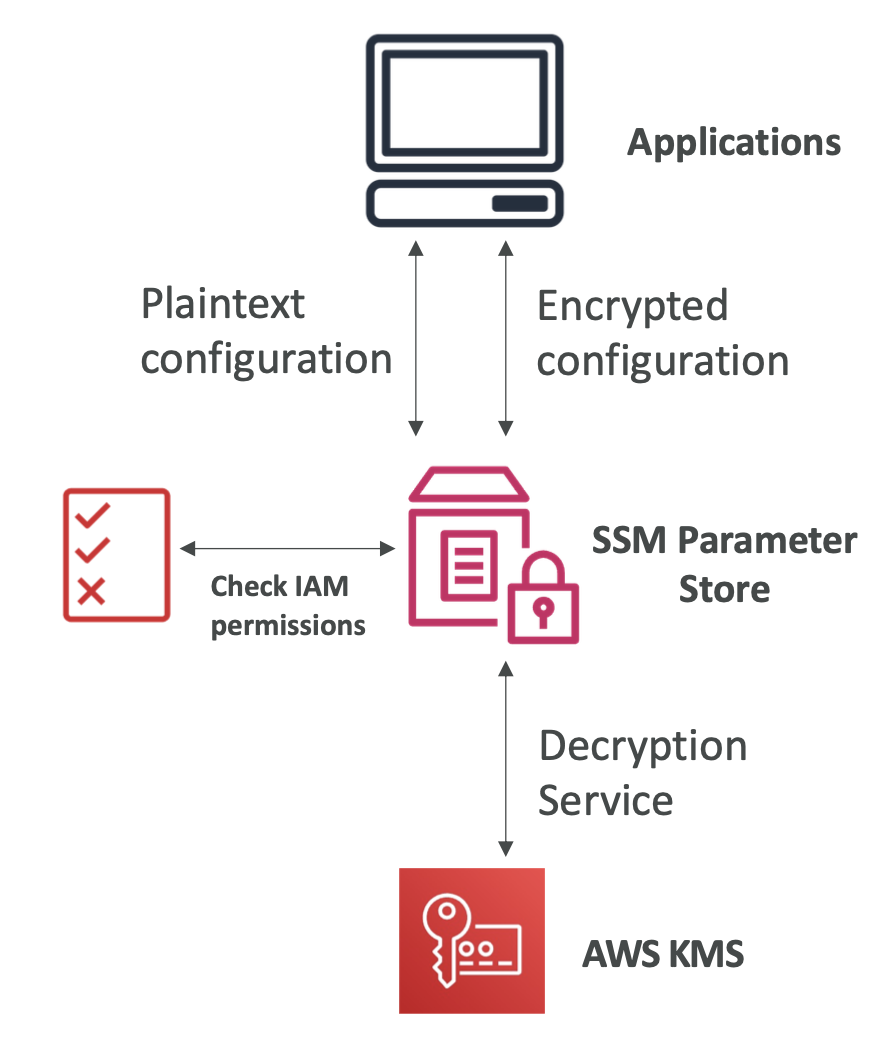 Applications
Plaintext
configuration
Encrypted
configuration
SSM Parameter
Store
Check IAM
permissions
Decryption
Service
AWS KMS